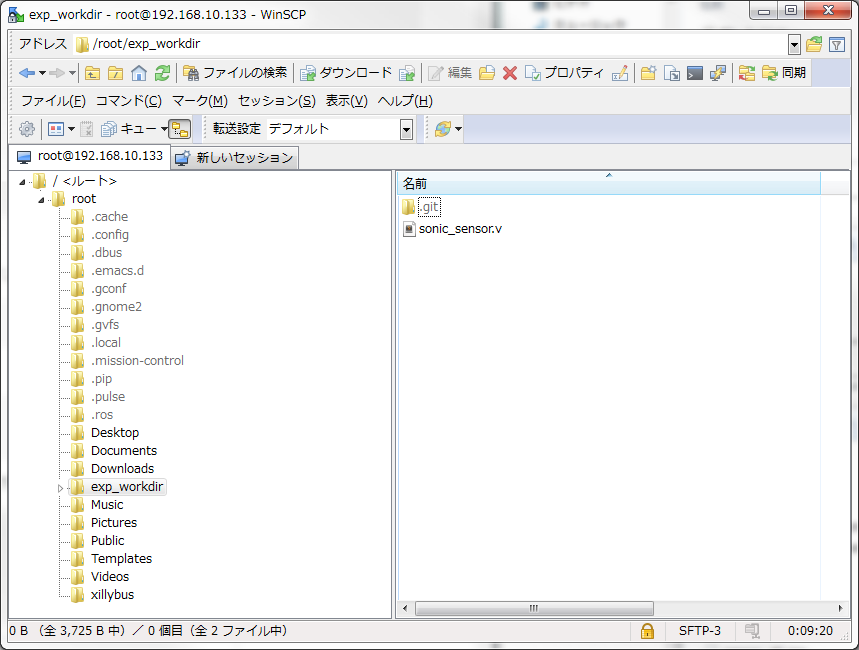 exp_workdir - root@192.168.10.133 - WinSCP
アドレス /root/exp_workdir
ファイルの検索 ダウンロード 編集 プロパティ 同期
ファイル(F) コマンド(C) マーク(M) セッション(S) 表示(V) ヘルプ(H)
キュー 転送設定 デフォルト
root@192.168.10.133 新しいセッション
/ <ルート>
root
.cache
.config
.dbus
.emacs.d
.gconf
.gnome2
.gvfs
.local
.mission-control
.pip
.pulse
.ros
Desktop
Documents
Downloads
exp_workdir
Music
Pictures
Public
Templates
Videos
xillybus
名前
.git
sonic_sensor.v
0 B （全 3,725 B 中） / 0 個目（全 2 ファイル中） SFTP-3 0:09:20